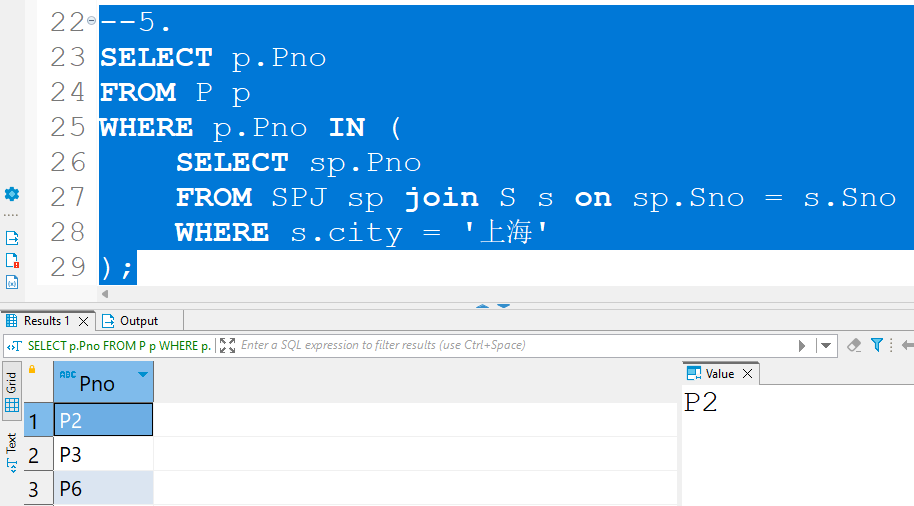 22 --5.
23 SELECT p.Pno
24 FROM P p
25 WHERE p.Pno IN (
26 SELECT sp.Pno
27 FROM SPJ sp join S s on sp.Sno = s.Sno
28 WHERE s.city = '上海'
29 );
Results 1 Output
SELECT p.Pno FROM P p WHERE p. Enter a SQL expression to filter results (use Ctrl+Space)
Grid
Text
ABC Pno
1 P2
2 P3
3 P6
Value
P2